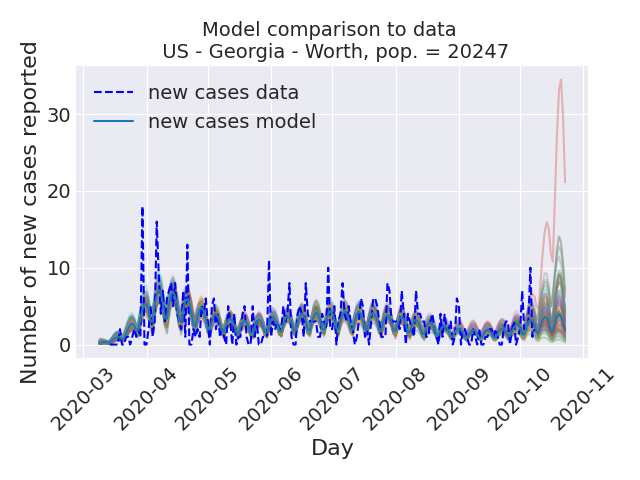 Model comparison to data
US - Georgia - Worth, pop. = 20247
Number of new cases reported
new cases data
new cases model
30
20
10
0
2020-03
2020-04
2020-05
2020-06
2020-07
2020-08
2020-09
2020-10
2020-11
Day